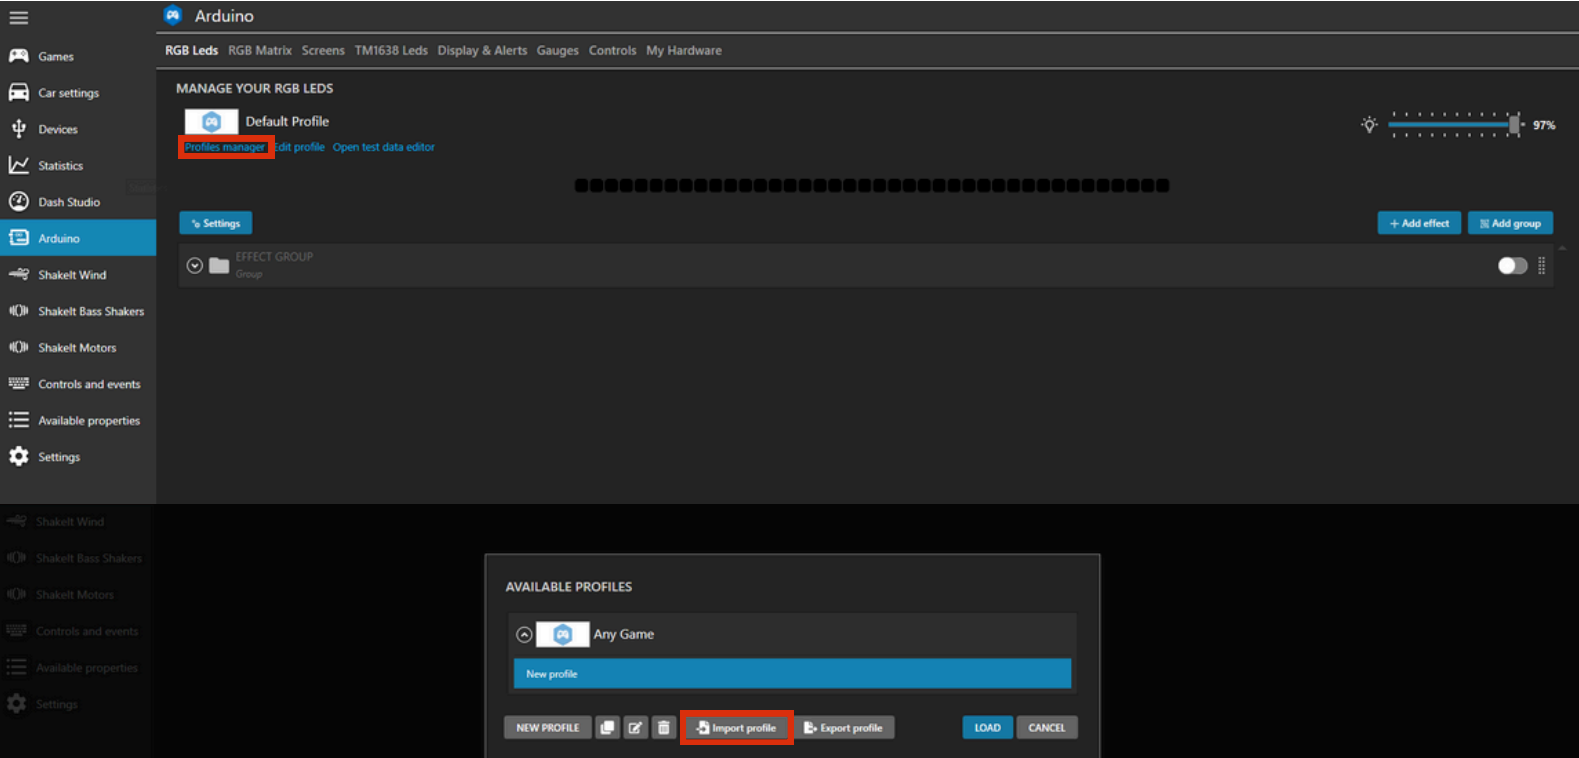 Arduino
Games
RGB Leds RGB Matrix Screens TM1638 Leds Display & Alerts Gauges Controls My Hardware
Car settings
MANAGE YOUR RGB LEDS
Default Profile
97%
Devices
Profiles manager Edit profile Open test data editor
Statistics
Dash Studio
Settings
Add effect
Add group
Arduino
EFFECT GROUP
Group
ShakeIt Wind
ShakeIt Bass Shakers
ShakeIt Motors
Controls and events
Available properties
Settings
ShakeIt Wind
ShakeIt Bass Shakers
ShakeIt Motors
Controls and events
Available properties
Settings
AVAILABLE PROFILES
Any Game
New profile
NEW PROFILE
Import profile
Export profile
LOAD
CANCEL